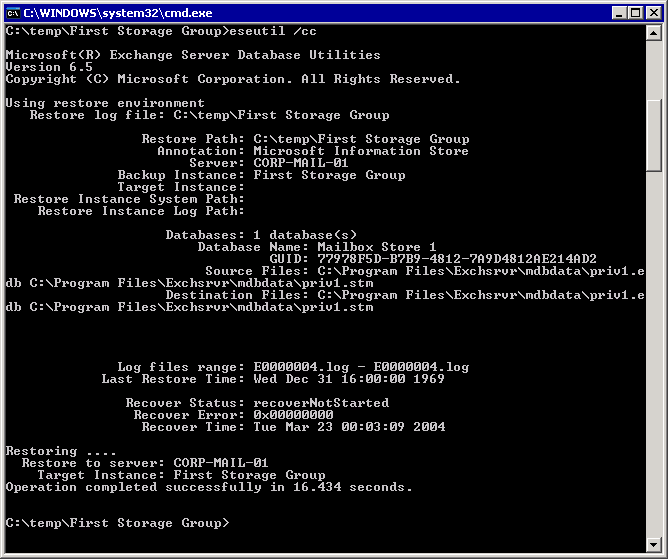 C:\WINDOWS\system32\cmd.exe
C:\temp\First Storage Group>eseutil /cc
Microsoft(R) Exchange Server Database Utilities
Version 6.5
Copyright (C) Microsoft Corporation. All Rights Reserved.
Using restore environment
Restore log file: C:\temp\First Storage Group
Restore Path: C:\temp\First Storage Group
Annotation: Microsoft Information Store
Server: CORP-MAIL-01
Backup Instance: First Storage Group
Target Instance:
Restore Instance System Path:
Restore Instance Log Path:
Databases: 1 database(s)
Database Name: Mailbox Store 1
GUID: 77978F5D-B7B9-4812-7A9D4812AE214AD2
Source Files: C:\Program Files\Exchsrvr\mdbdata\priv1.e
db C:\Program Files\Exchsrvr\mdbdata\priv1.stm
Destination Files: C:\Program Files\Exchsrvr\mdbdata\priv1.e
db C:\Program Files\Exchsrvr\mdbdata\priv1.stm
Log files range: E0000004.log - E0000004.log
Last Restore Time: Wed Dec 31 16:00:00 1969
Recover Status: recoverNotStarted
Recover Error: 0x00000000
Recover Time: Tue Mar 23 00:03:09 2004
Restoring ....
Restore to server: CORP-MAIL-01
Target Instance: First Storage Group
Operation completed successfully in 16.434 seconds.
C:\temp\First Storage Group>